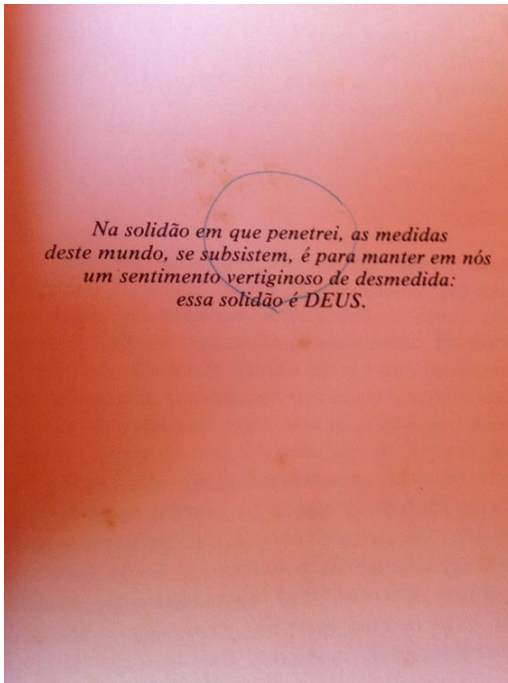 Na solidão em que penetrei, as medidas
deste mundo, se subsistem, é para manter em nós
um sentimento vertiginoso de desmedida:
essa solidão é DEUS.